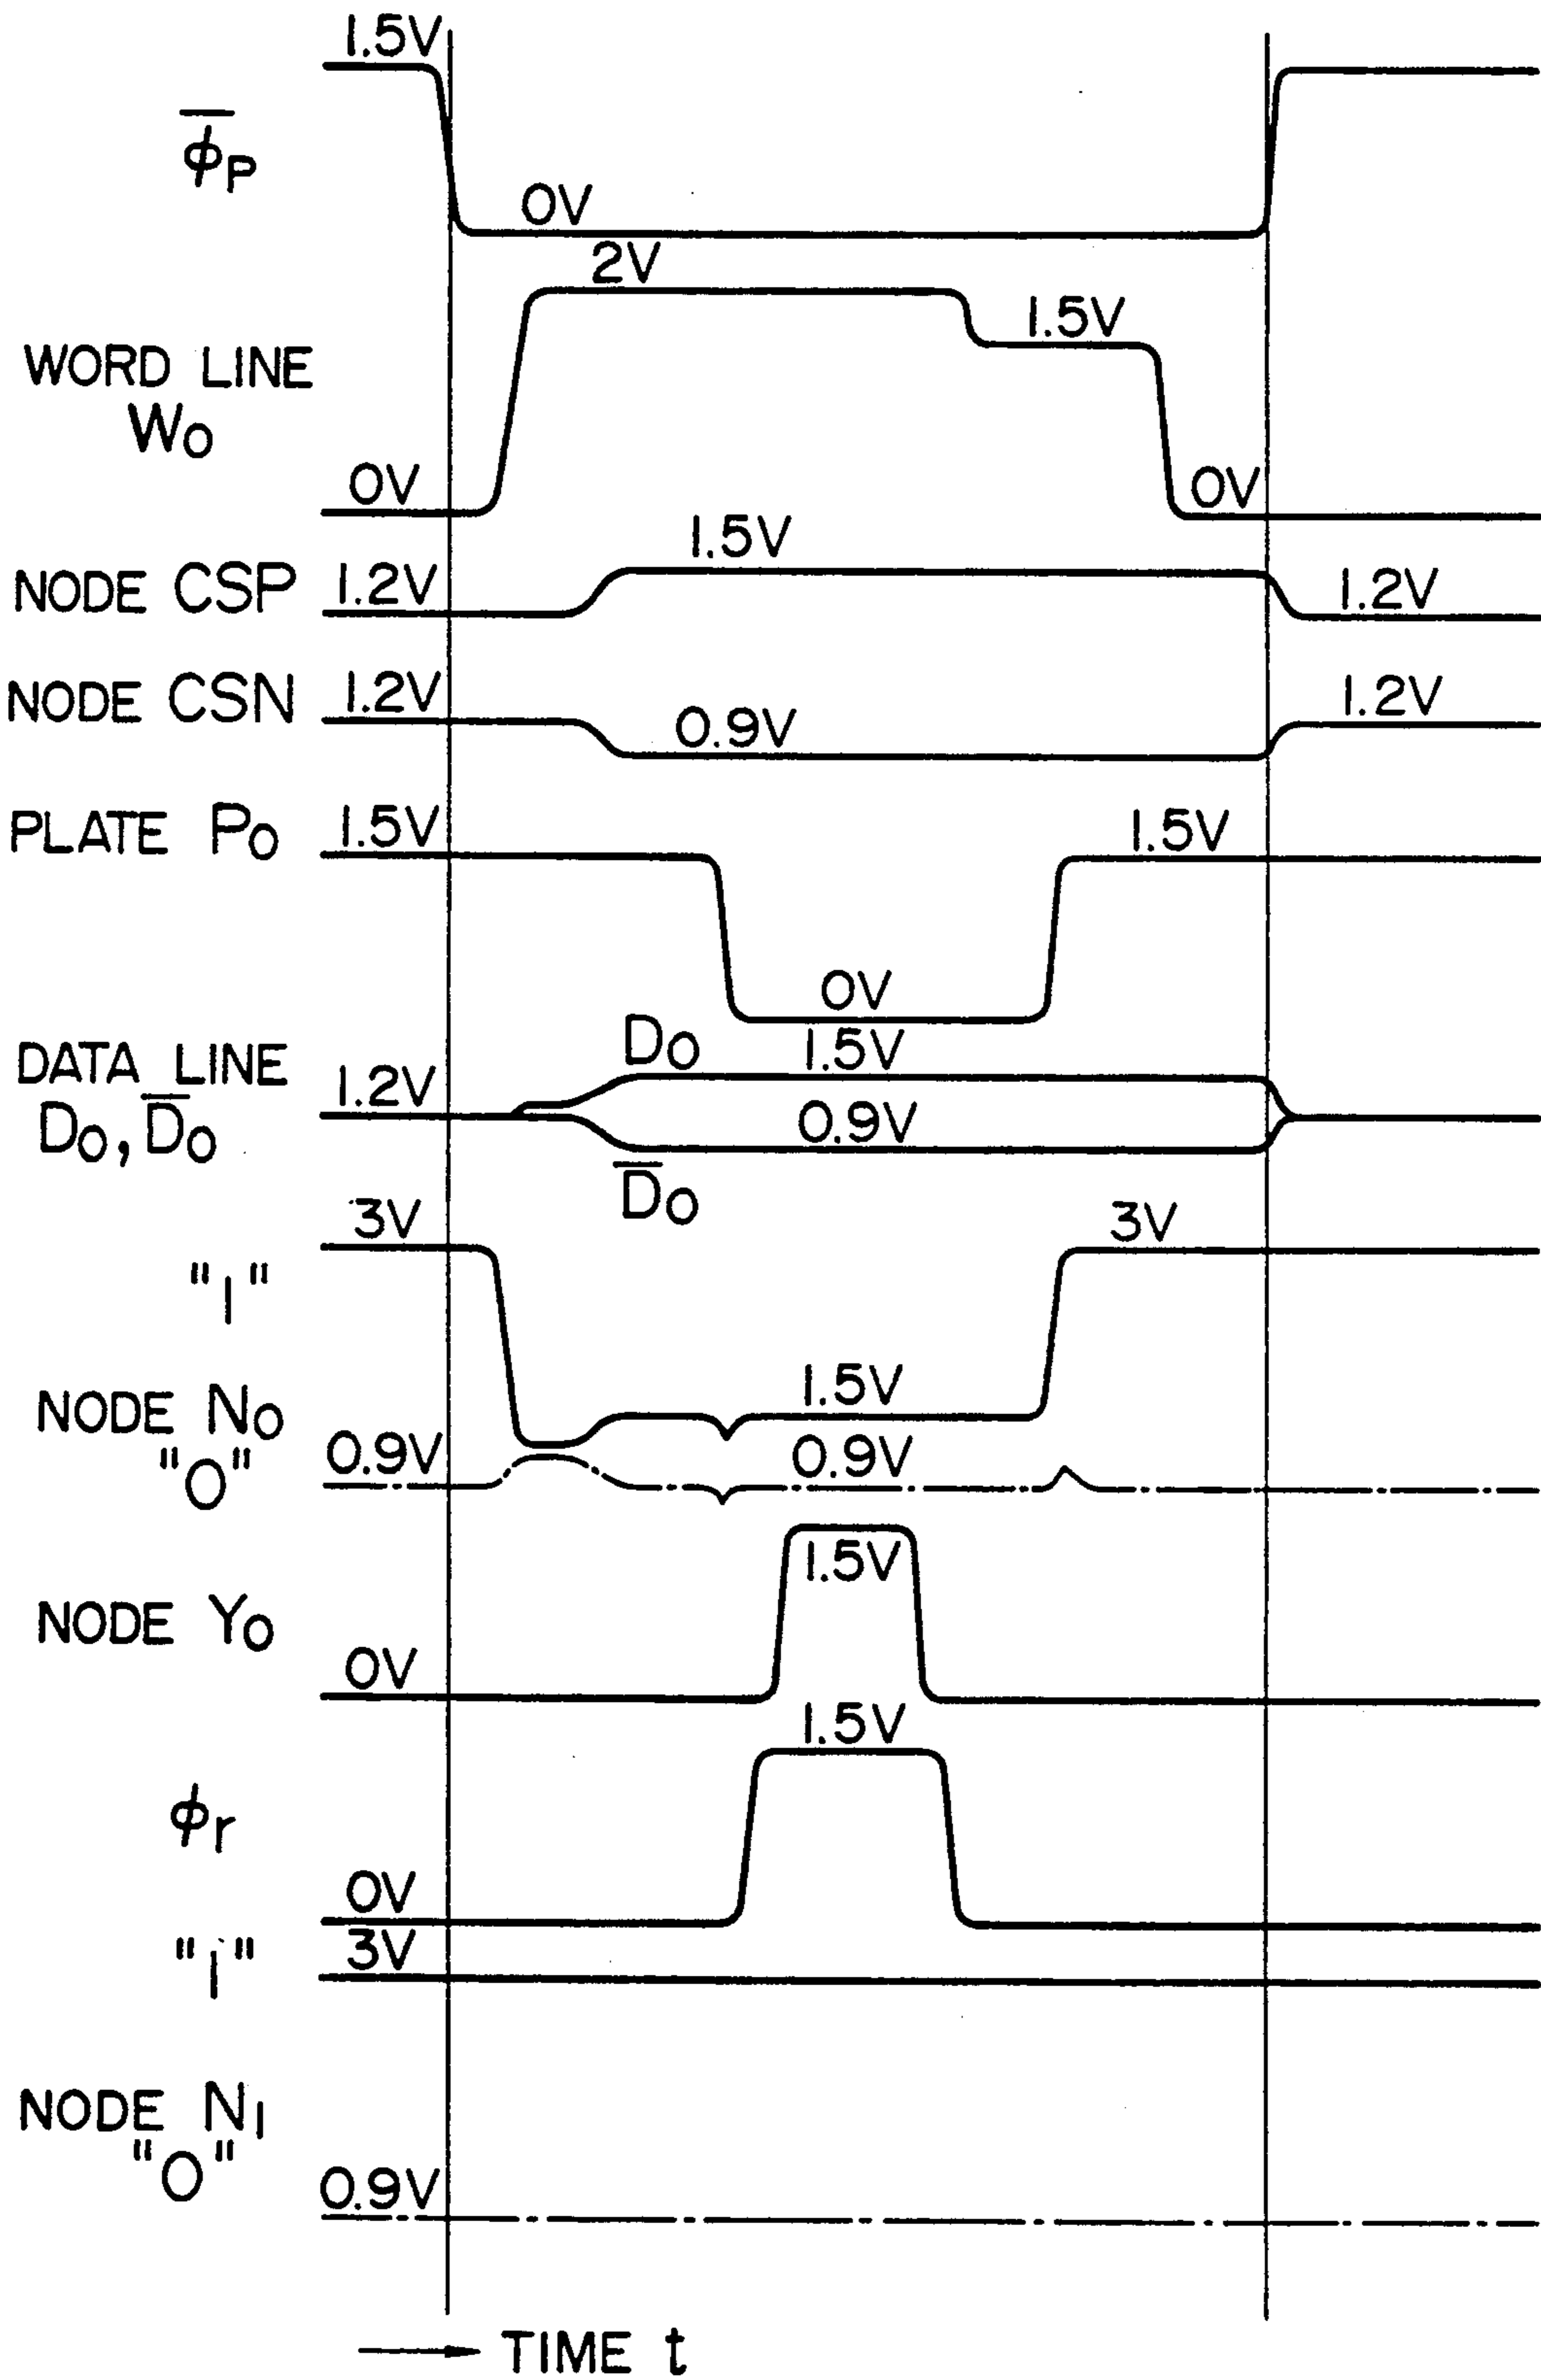 1.5V
φ̅P
0V
2V
1.5V
WORD LINE
W0
0V
0V
1.5V
NODE CSP 1.2V
1.2V
NODE CSN 1.2V
1.2V
0.9V
PLATE P0 1.5V
1.5V
0V
D0
1.5V
DATA LINE
1.2V
D0, D̅0
0.9V
D̅0
3V
3V
"1"
1.5V
NODE N0
"0"
0.9V
0.9V
1.5V
NODE Y0
0V
1.5V
φr
0V
"1"
3V
NODE N1
"0"
0.9V
TIME t